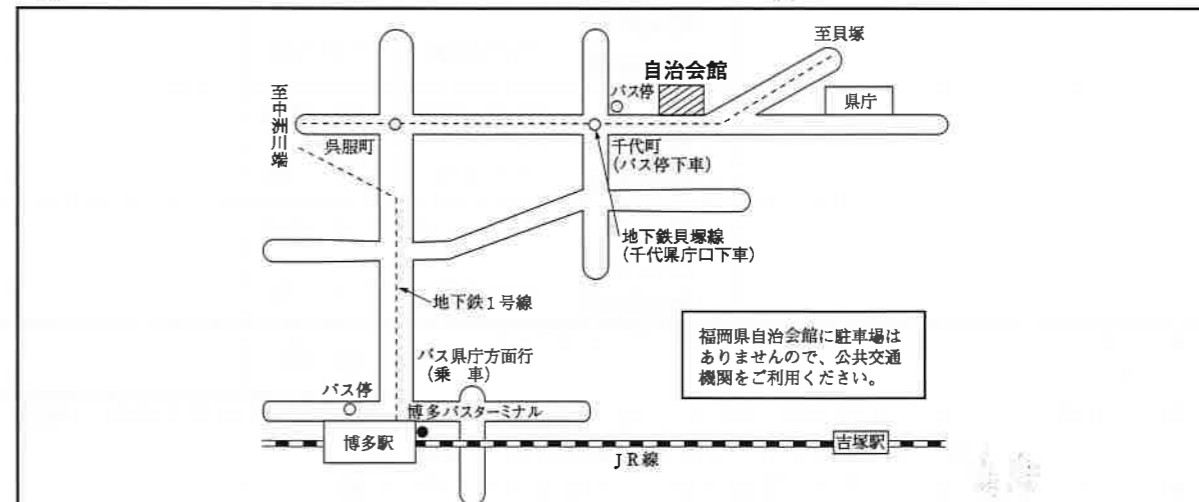 至貝塚
自治会館
バス停
県庁
至中洲川端
呉服町
千代町
(バス停下車)
地下鉄貝塚線
(千代県庁口下車)
地下鉄1号線
福岡県自治会館に駐車場は
ありませんので、公共交通
機関をご利用ください。
バス県庁方面行
(乗　車)
バス停
博多バスターミナル
博多駅
吉塚駅
JR線